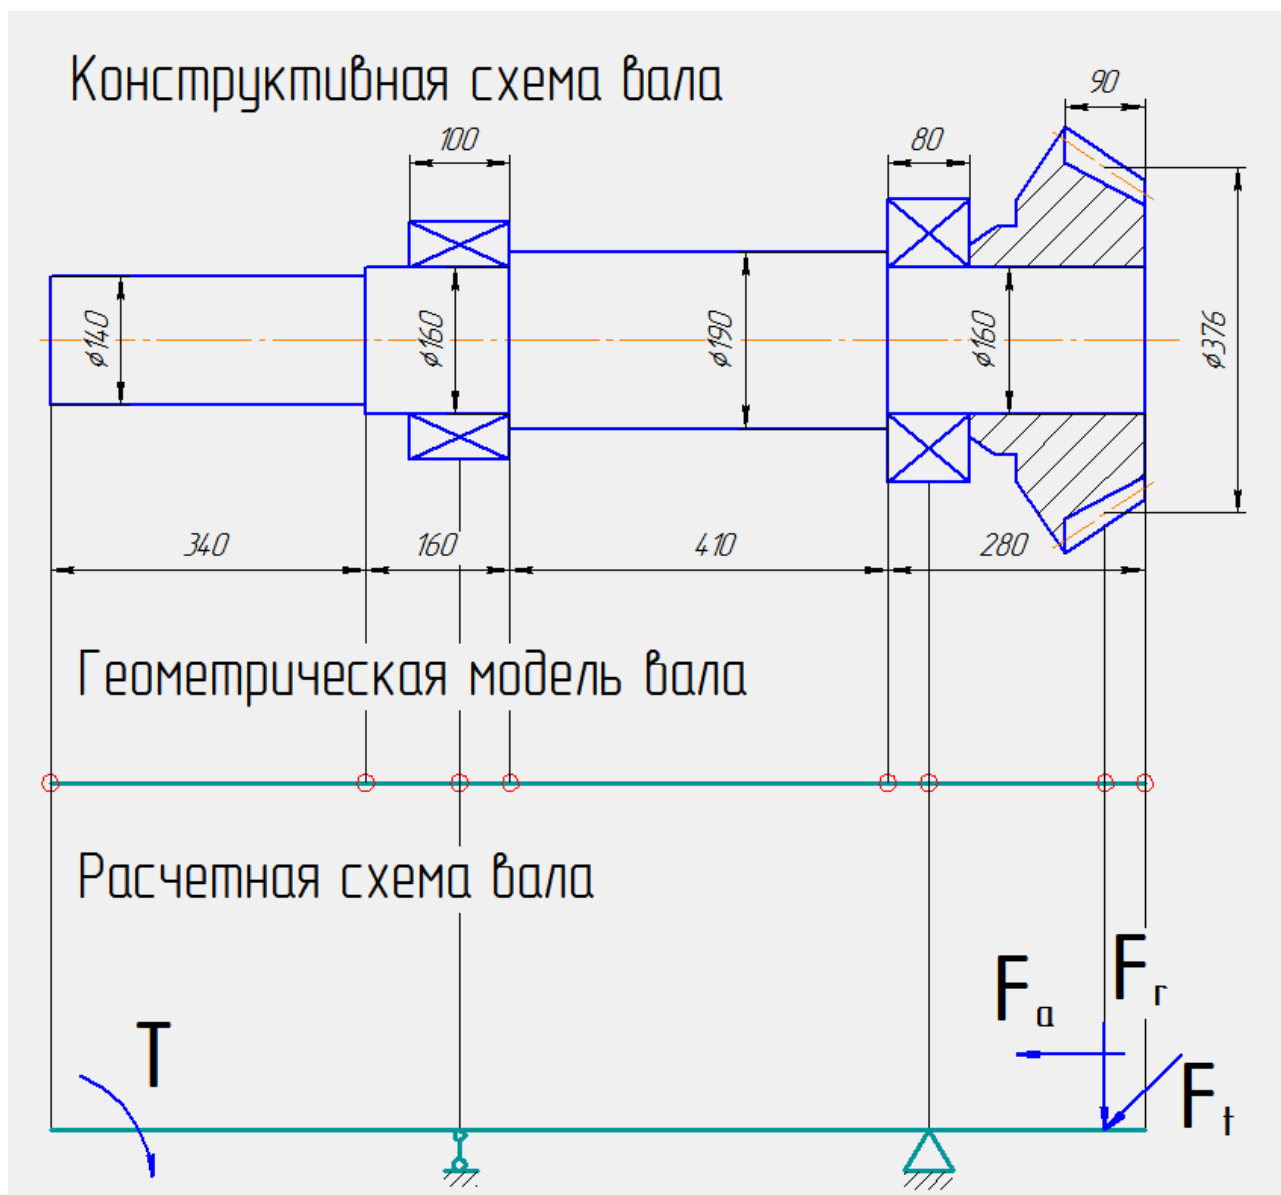 Конструктивная схема вала
90
100
80
ø140
ø160
ø190
ø160
ø376
340
160
410
280
Геометрическая модель вала
Расчетная схема вала
T
Fa
Fr
Ft